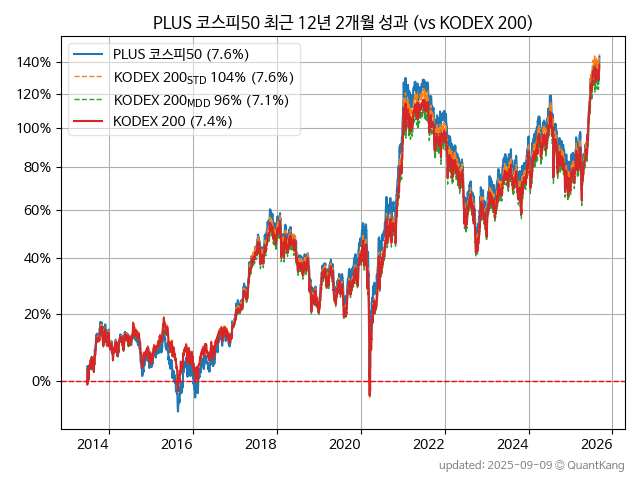 PLUS 코스피50 최근 12년 2개월 성과 (vs KODEX 200)
PLUS 코스피50 (7.6%)
KODEX 200STD 104% (7.6%)
KODEX 200MDD 96% (7.1%)
KODEX 200 (7.4%)
140%
120%
100%
80%
60%
40%
20%
0%
2014 2016 2018 2020 2022 2024 2026
updated: 2025-09-09 © QuantKang